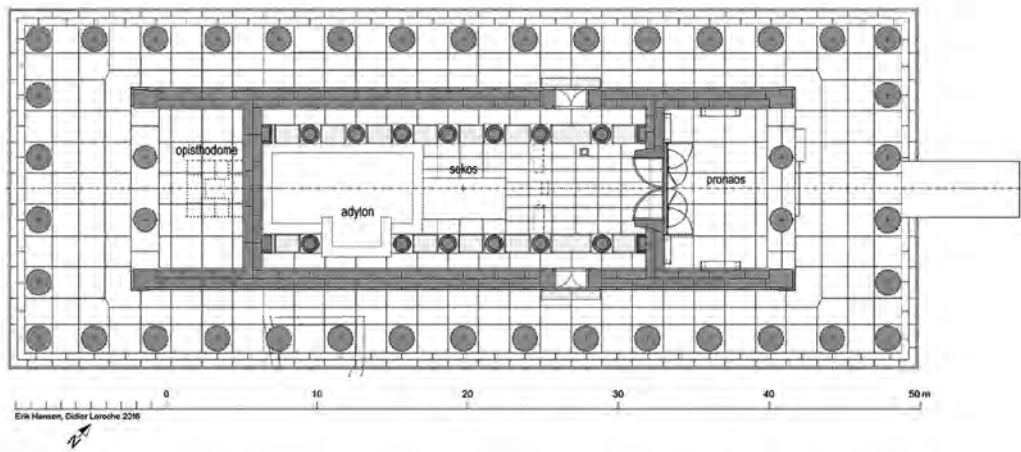 opisthodome
sekos
pronaos
adyton
0 10 20 30 40 50 m
Erik Hansen, Didier Laroche 2016
N